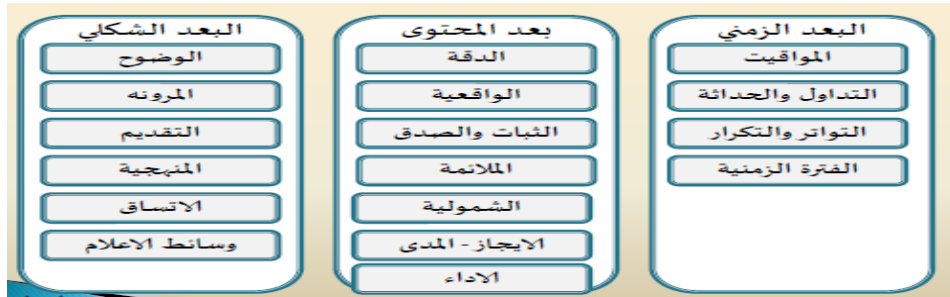 البعد الزمني
المواقيت
التداول والحداثة
التواتر والتكرار
الفترة الزمنية
بعد المحتوى
الدقة
الواقعية
الثبات والصدق
الملائمة
الشمولية
الايجاز - المدى
الاداء
البعد الشكلي
الوضوح
المرونه
التقديم
المنهجية
الاتساق
وسائط الاعلام